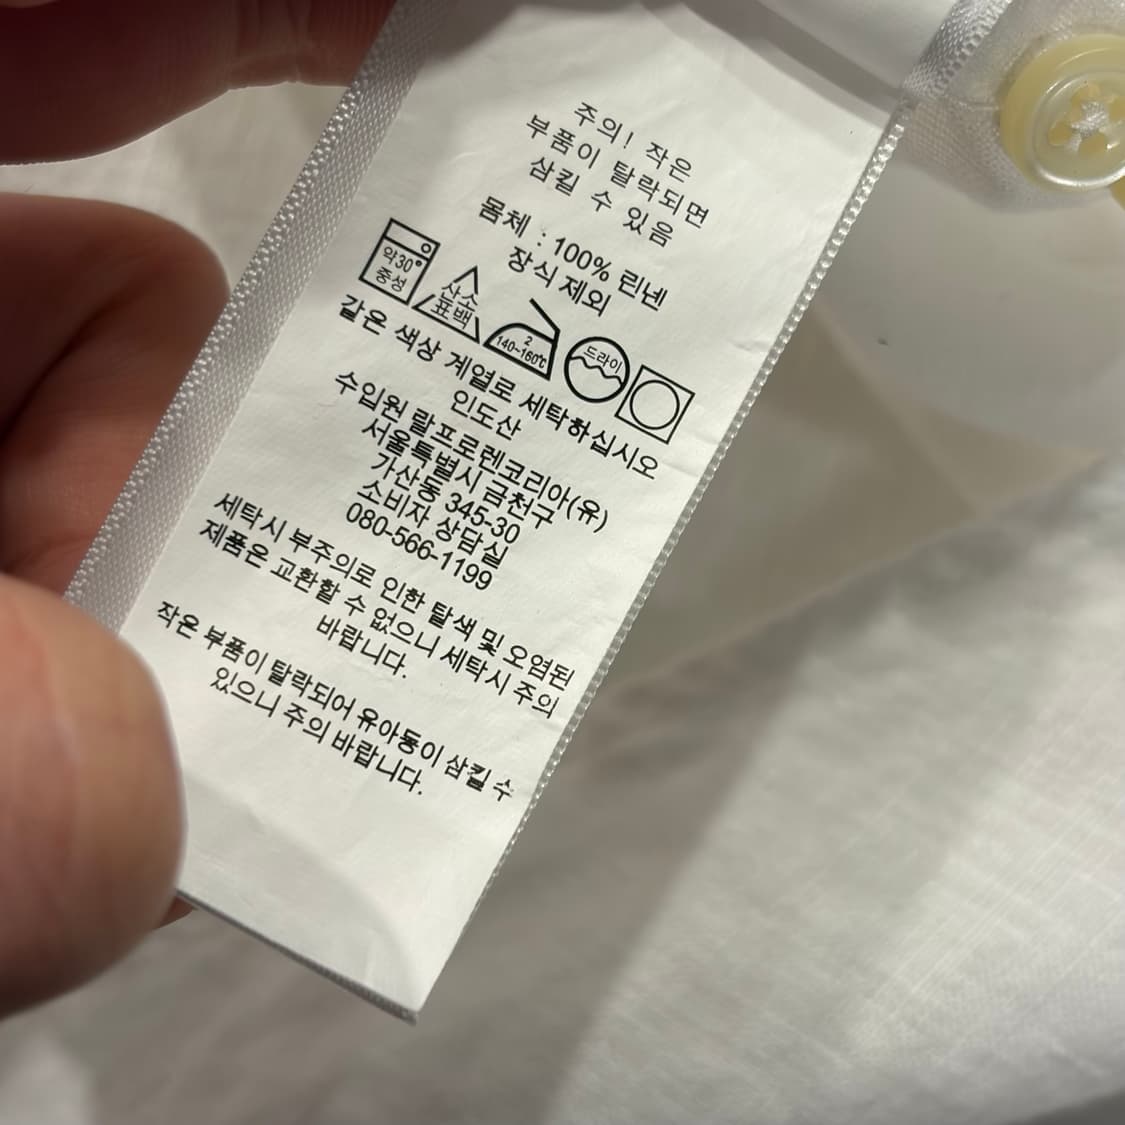 주의! 작은
부품이 탈락되면
삼킬 수 있음
몸체 : 100% 린넨
장식 제외
약30°
중성
산소
표백
2
140~160℃
드라이
같은 색상 계열로 세탁하십시오
인도산
수입원 랄프로렌코리아(유)
서울특별시 금천구
가산동 345-30
소비자 상담실
080-566-1199
세탁시 부주의로 인한 탈색 및 오염된
제품은 교환할 수 없으니 세탁시 주의
바랍니다.
작은 부품이 탈락되어 유아동이 삼킬 수
있으니 주의 바랍니다.